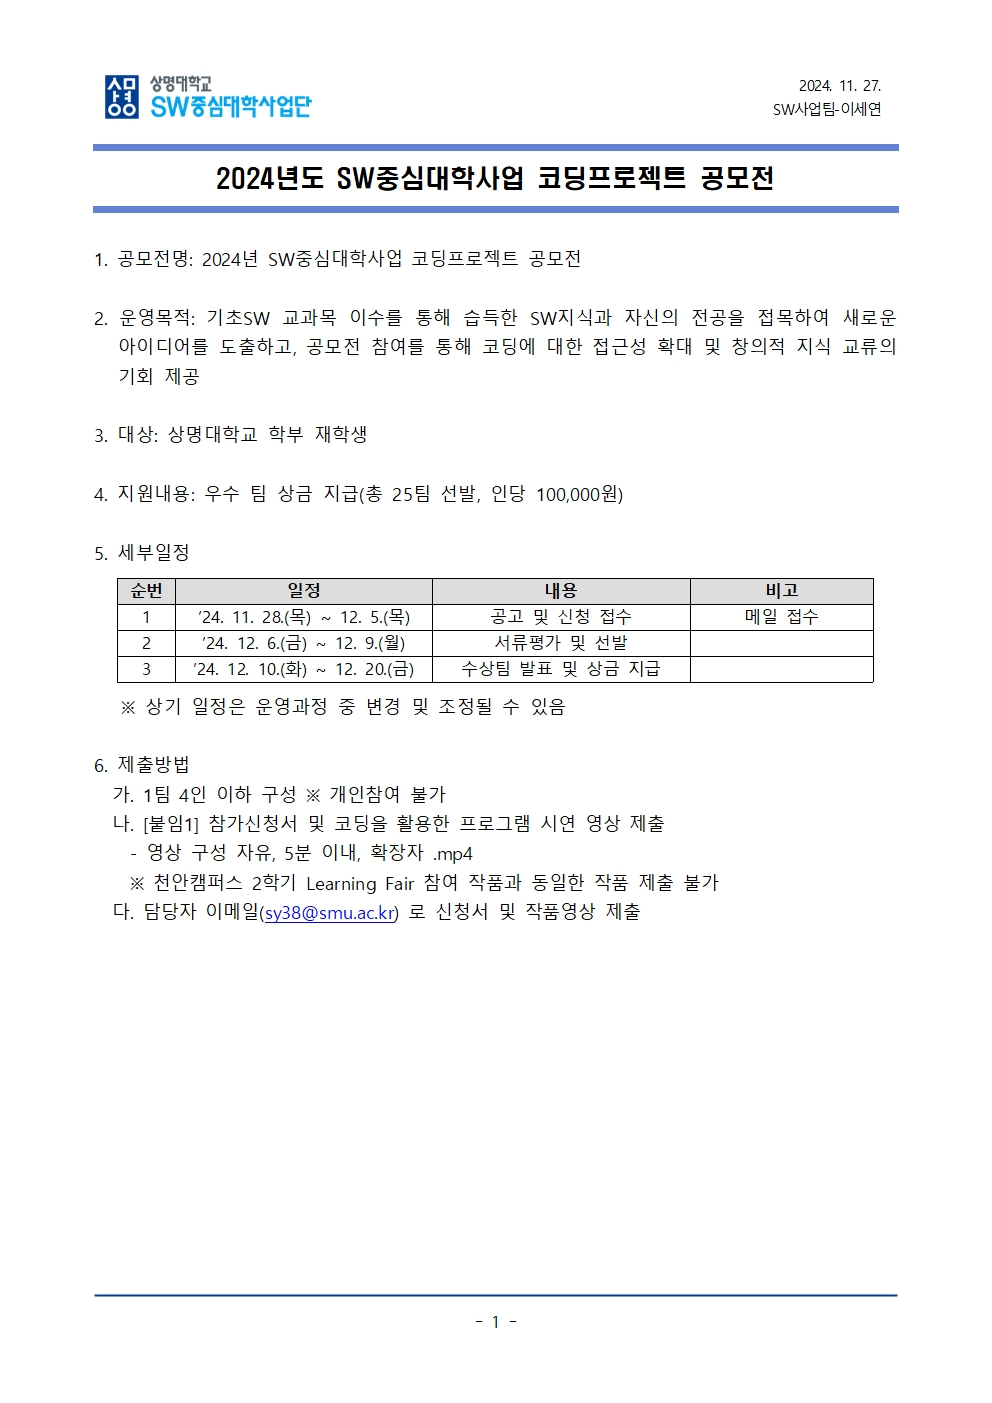 상명대학교
SW중심대학사업단
2024. 11. 27.
SW사업팀-이세연
2024년도 SW중심대학사업 코딩프로젝트 공모전
1. 공모전명: 2024년 SW중심대학사업 코딩프로젝트 공모전
2. 운영목적: 기초SW 교과목 이수를 통해 습득한 SW지식과 자신의 전공을 접목하여 새로운
아이디어를 도출하고, 공모전 참여를 통해 코딩에 대한 접근성 확대 및 창의적 지식 교류의
기회 제공
3. 대상: 상명대학교 학부 재학생
4. 지원내용: 우수 팀 상금 지급(총 25팀 선발, 인당 100,000원)
5. 세부일정
순번 일정 내용 비고
1 ’24. 11. 28.(목) ~ 12. 5.(목) 공고 및 신청 접수 메일 접수
2 ’24. 12. 6.(금) ~ 12. 9.(월) 서류평가 및 선발
3 ’24. 12. 10.(화) ~ 12. 20.(금) 수상팀 발표 및 상금 지급
※ 상기 일정은 운영과정 중 변경 및 조정될 수 있음
6. 제출방법
가. 1팀 4인 이하 구성 ※ 개인참여 불가
나. [붙임1] 참가신청서 및 코딩을 활용한 프로그램 시연 영상 제출
- 영상 구성 자유, 5분 이내, 확장자 .mp4
※ 천안캠퍼스 2학기 Learning Fair 참여 작품과 동일한 작품 제출 불가
다. 담당자 이메일(sy38@smu.ac.kr) 로 신청서 및 작품영상 제출
- 1 -